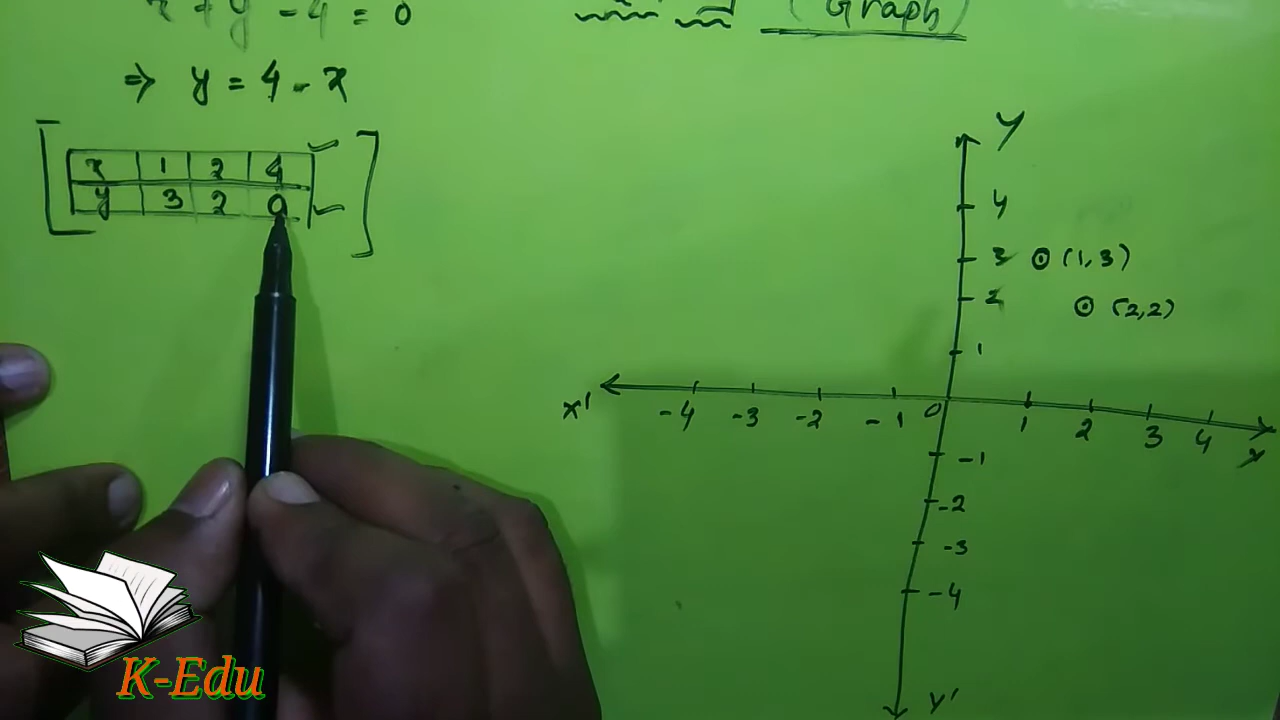 x + y - 4 = 0
(Graph)
⇒ y = 4 - x
x 1 2 4
y 3 2 0
Y
4
3 (1,3)
2 (2,2)
1
x' -4 -3 -2 -1 0 1 2 3 4 x
-1
-2
-3
-4
y'
K-Edu